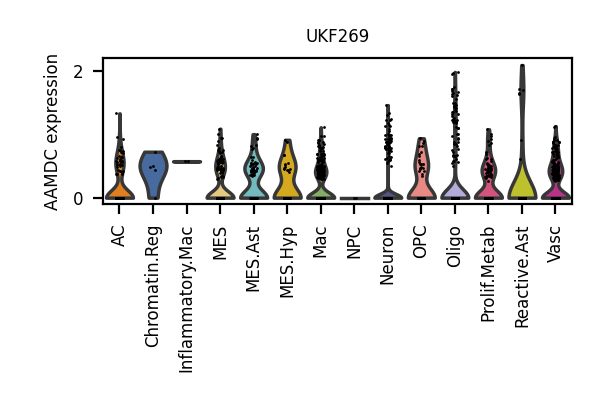 UKF269
AAMDC expression
2
0
AC
Chromatin.Reg
Inflammatory.Mac
MES
MES.Ast
MES.Hyp
Mac
NPC
Neuron
OPC
Oligo
Prolif.Metab
Reactive.Ast
Vasc